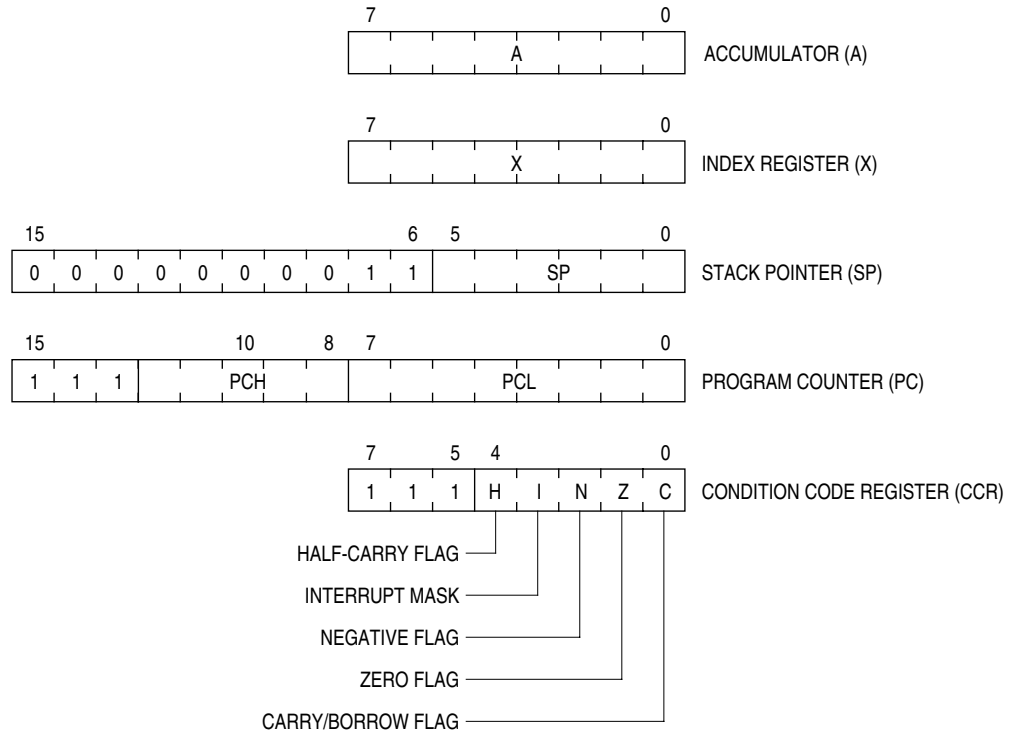 7 0
A ACCUMULATOR (A)
7 0
X INDEX REGISTER (X)
15 6 5 0
0 0 0 0 0 0 0 0 1 1 SP STACK POINTER (SP)
15 10 8 7 0
1 1 1 PCH PCL PROGRAM COUNTER (PC)
7 5 4 0
1 1 1 H I N Z C CONDITION CODE REGISTER (CCR)
HALF-CARRY FLAG
INTERRUPT MASK
NEGATIVE FLAG
ZERO FLAG
CARRY/BORROW FLAG